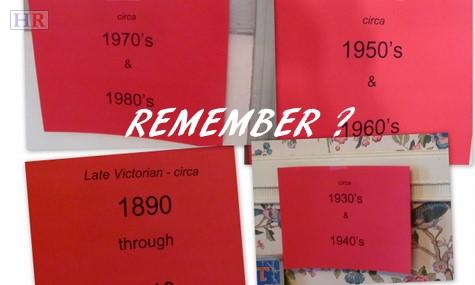 HR
circa
1970's
&
1980's
circa
1950's
&
1960's
REMEMBER ?
Late Victorian - circa
1890
through
circa
1930's
&
1940's